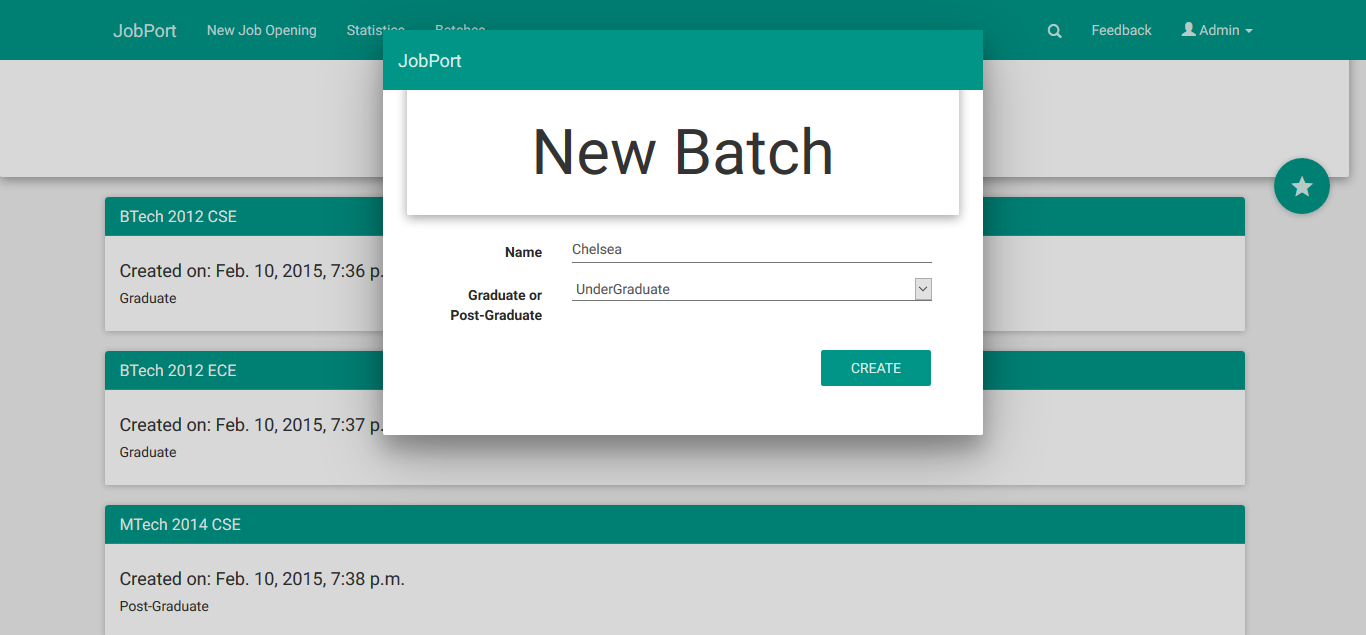 JobPort New Job Opening Statistics Batches Feedback Admin
JobPort
New Batch
Name Chelsea
Graduate or
Post-Graduate
UnderGraduate
CREATE
BTech 2012 CSE
Created on: Feb. 10, 2015, 7:36 p.
Graduate
BTech 2012 ECE
Created on: Feb. 10, 2015, 7:37 p.
Graduate
MTech 2014 CSE
Created on: Feb. 10, 2015, 7:38 p.m.
Post-Graduate